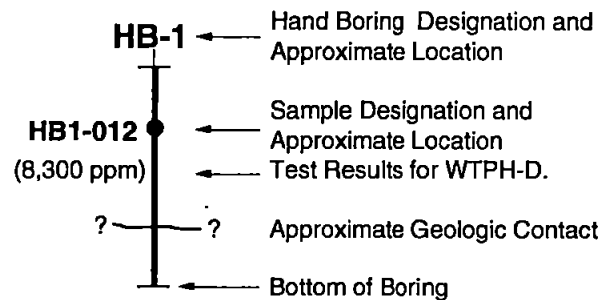 HB-1
Hand Boring Designation and
Approximate Location
HB1-012
(8,300 ppm)
Sample Designation and
Approximate Location
Test Results for WTPH-D.
? ?
Approximate Geologic Contact
Bottom of Boring